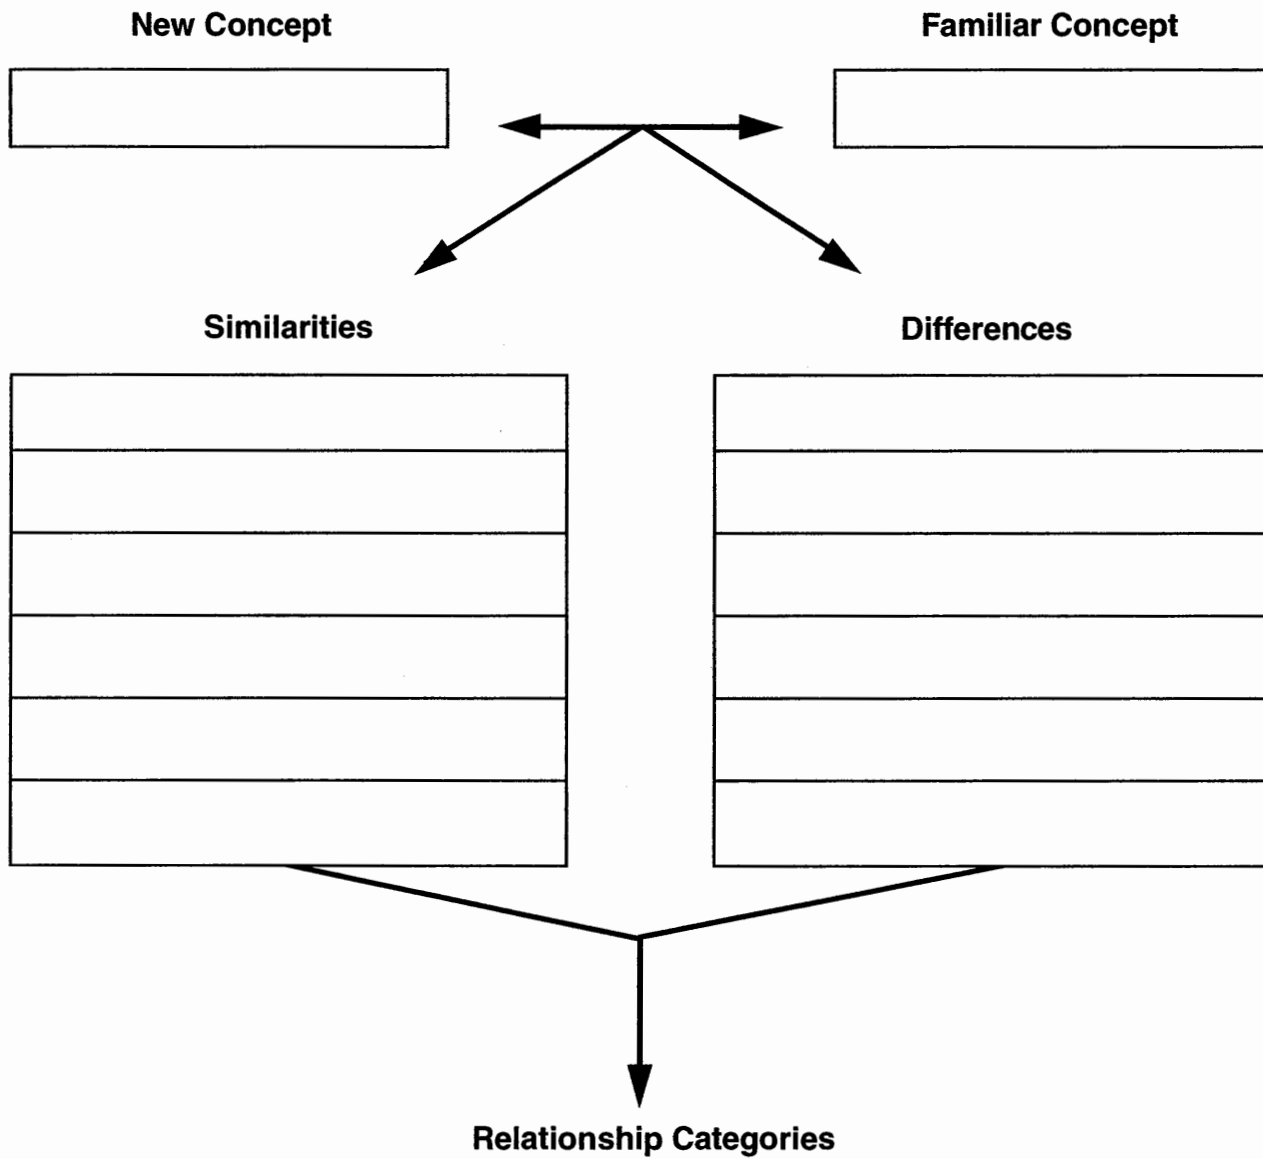 New Concept
Familiar Concept
Similarities
Differences
Relationship Categories